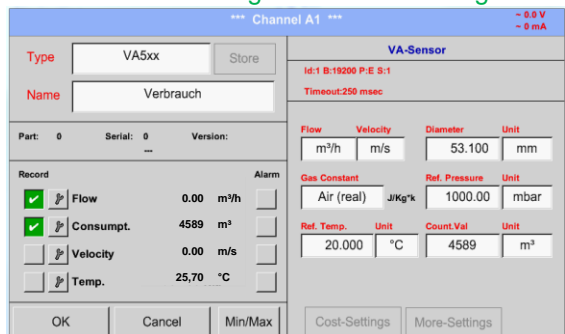 *** Channel A1 ***
~ 0.0 V
~ 0 mA
Type VA5xx Store
Name Verbrauch
Part: 0 Serial: 0 Version:
---
Record Alarm
Flow 0.00 m³/h
Consumpt. 4589 m³
Velocity 0.00 m/s
Temp. 25,70 °C
OK Cancel Min/Max
VA-Sensor
Id:1 B:19200 P:E S:1
Timeout:250 msec
Flow Velocity Diameter Unit
m³/h m/s 53.100 mm
Gas Constant Ref. Pressure Unit
Air (real) J/Kg*k 1000.00 mbar
Ref. Temp. Unit Count.Val Unit
20.000 °C 4589 m³
Cost-Settings More-Settings